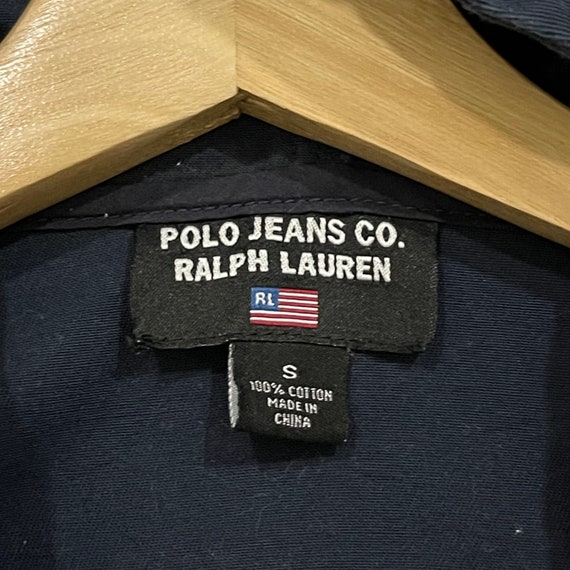 POLO JEANS CO.
RALPH LAUREN
RL
S
100% COTTON
MADE IN
CHINA